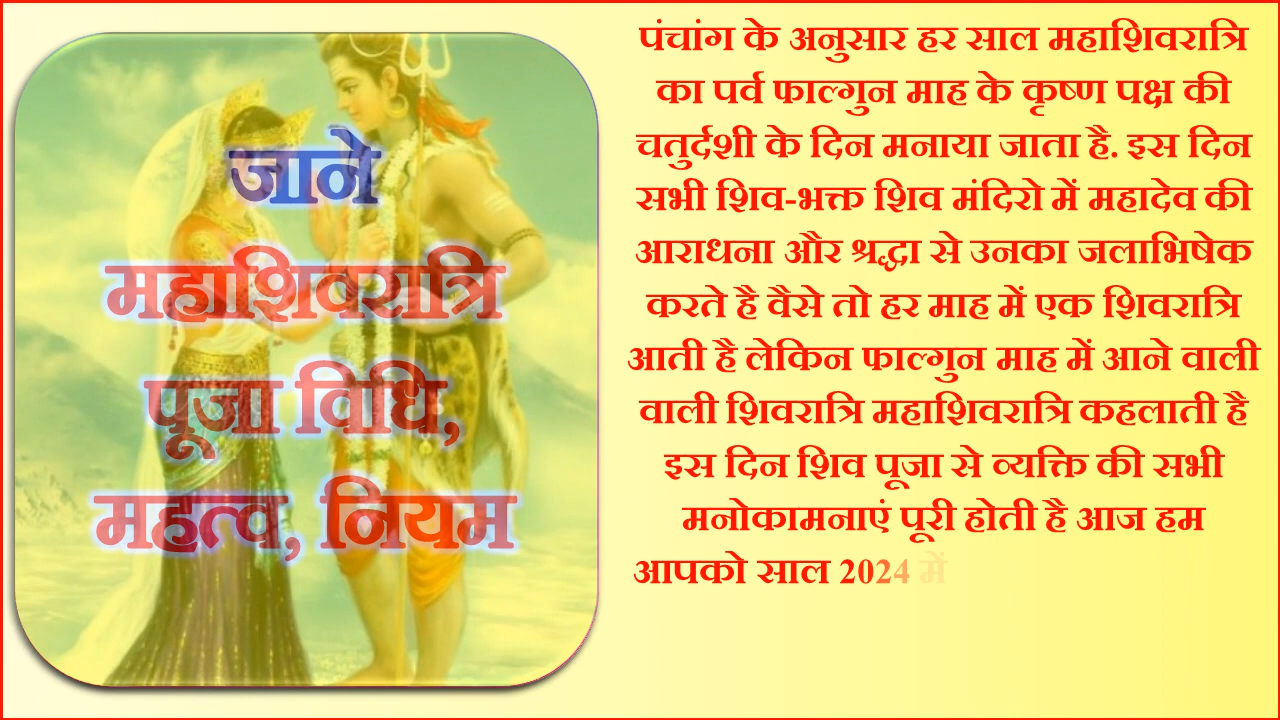 जाने
महाशिवरात्रि
पूजा विधि,
महत्व, नियम
पंचांग के अनुसार हर साल महाशिवरात्रि
का पर्व फाल्गुन माह के कृष्ण पक्ष की
चतुर्दशी के दिन मनाया जाता है. इस दिन
सभी शिव-भक्त शिव मंदिरो में महादेव की
आराधना और श्रद्धा से उनका जलाभिषेक
करते है वैसे तो हर माह में एक शिवरात्रि
आती है लेकिन फाल्गुन माह में आने वाली
वाली शिवरात्रि महाशिवरात्रि कहलाती है
इस दिन शिव पूजा से व्यक्ति की सभी
मनोकामनाएं पूरी होती है आज हम
आपको साल 2024 में